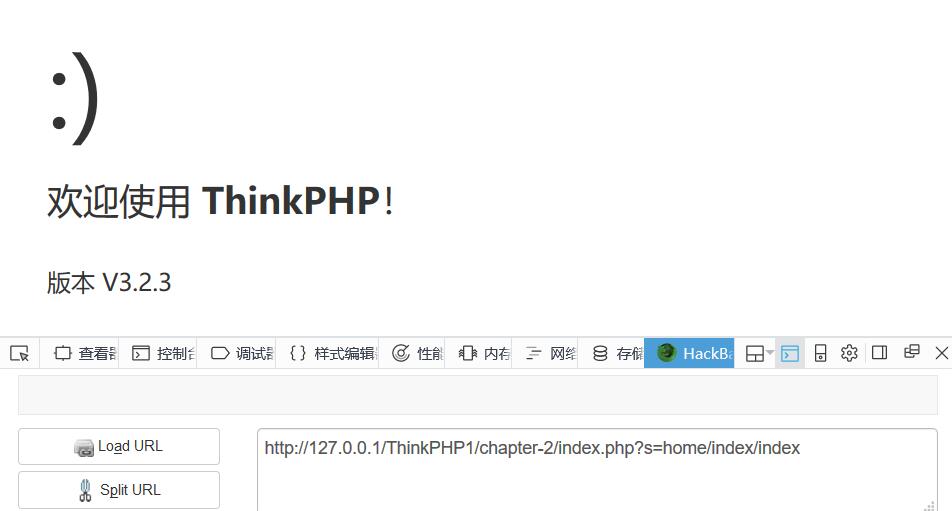 :)
欢迎使用 ThinkPHP！
版本 V3.2.3
查看器 控制台 调试器 {} 样式编辑 性能 内存 网络 存储 HackBa
Load URL
http://127.0.0.1/ThinkPHP1/chapter-2/index.php?s=home/index/index
Split URL